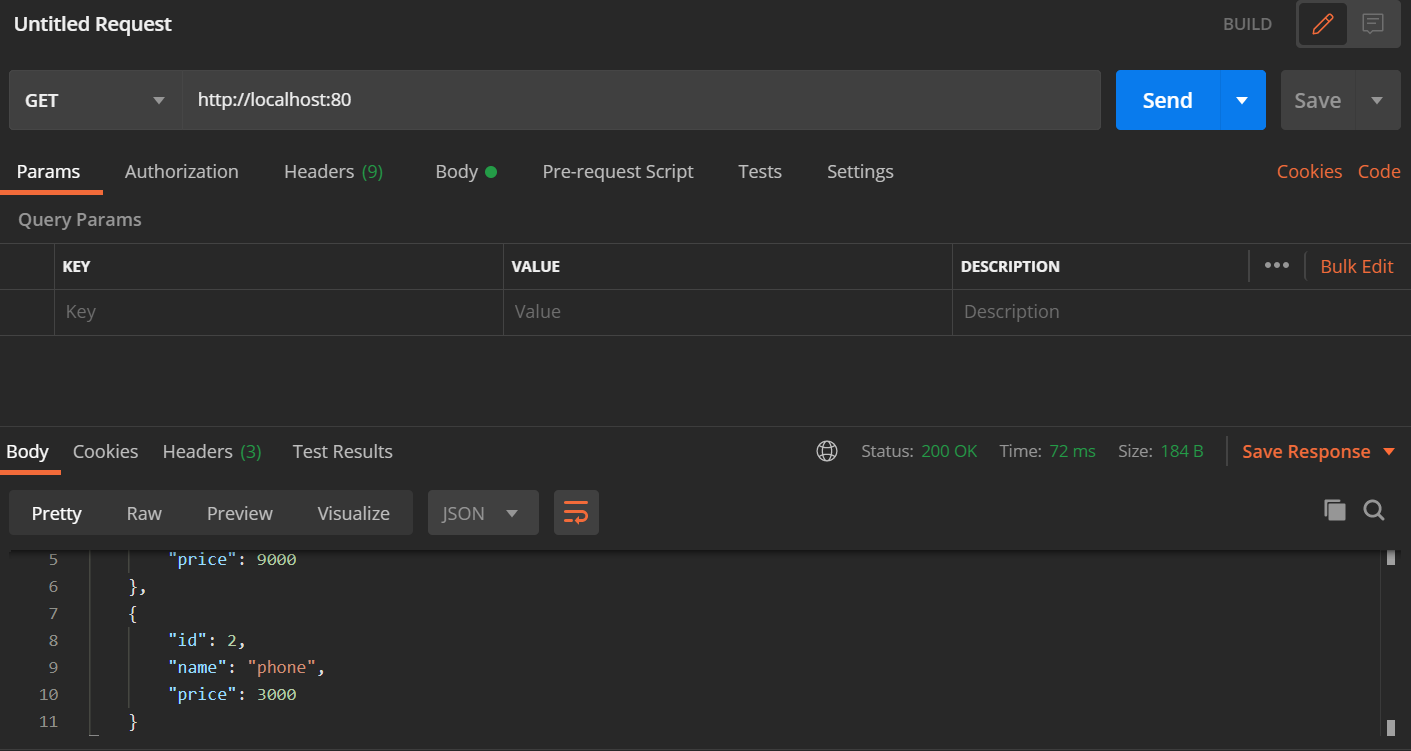 Untitled Request
BUILD
GET
http://localhost:80
Send
Save
Params Authorization Headers (9) Body Pre-request Script Tests Settings Cookies Code
Query Params
KEY VALUE DESCRIPTION ••• Bulk Edit
Key Value Description
Body Cookies Headers (3) Test Results Status: 200 OK Time: 72 ms Size: 184 B Save Response
Pretty Raw Preview Visualize JSON
5 "price": 9000
6 },
7 {
8 "id": 2,
9 "name": "phone",
10 "price": 3000
11 }